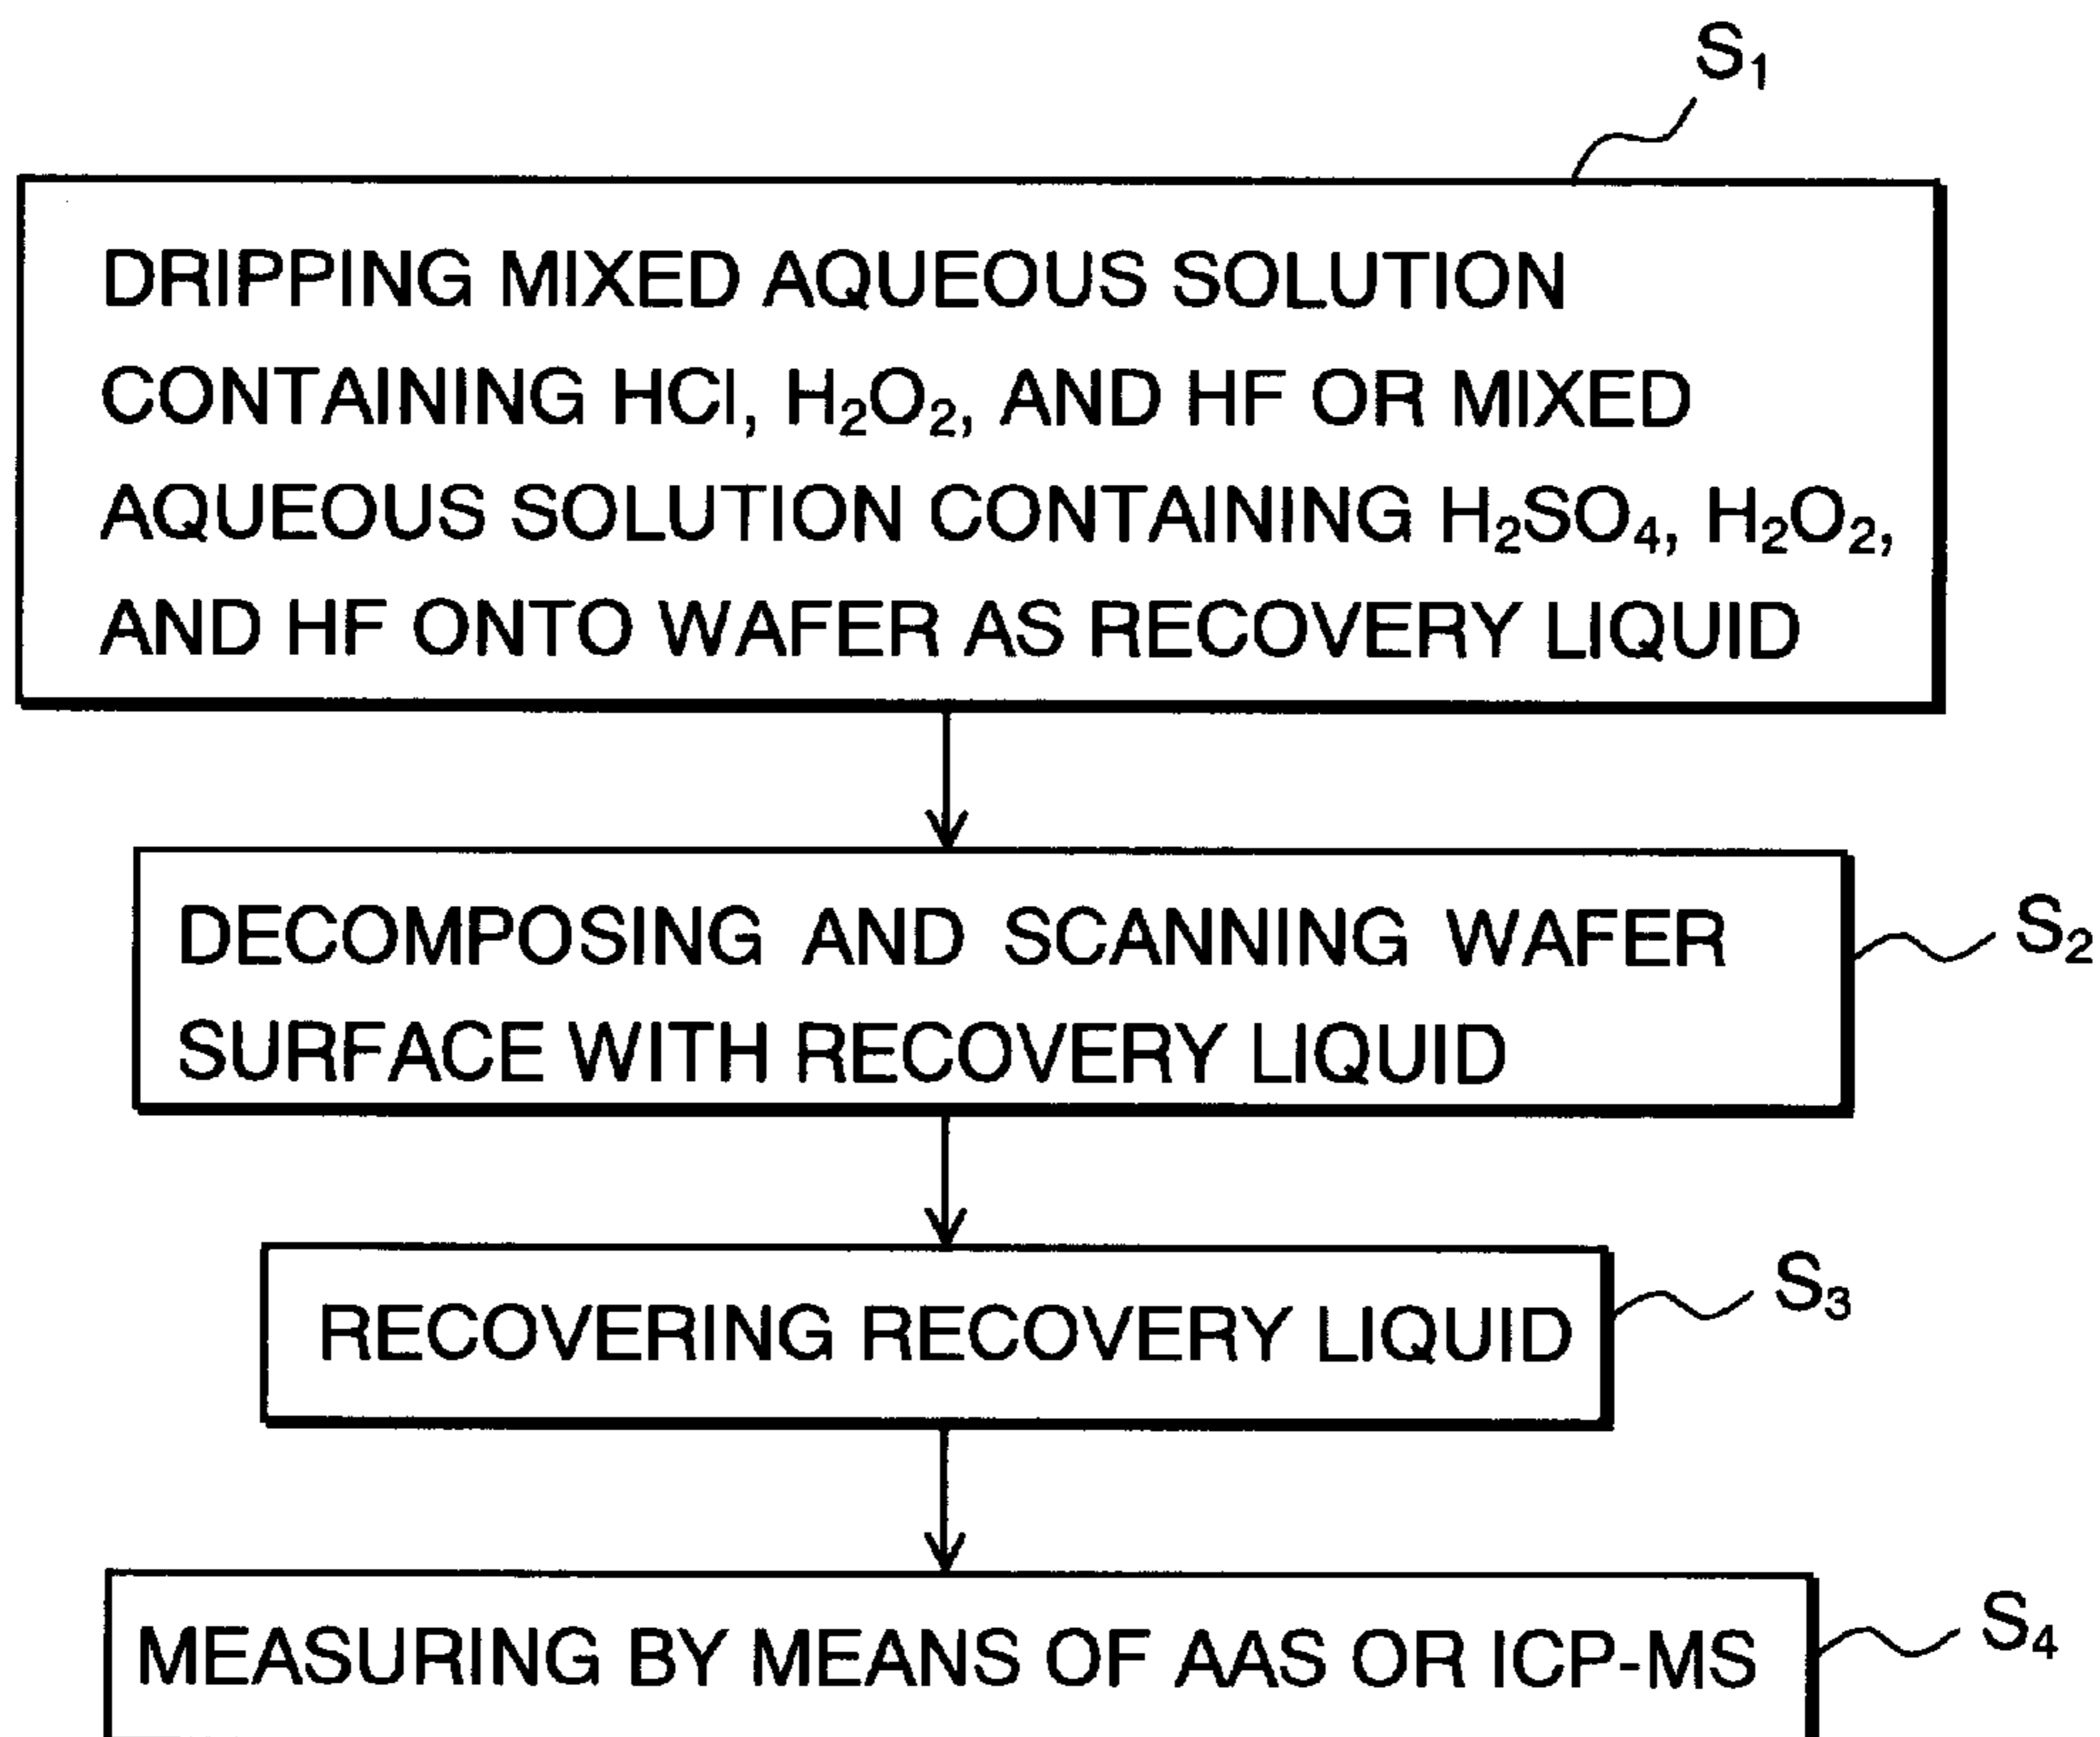 S₁
DRIPPING MIXED AQUEOUS SOLUTION
CONTAINING HCl, H₂O₂, AND HF OR MIXED
AQUEOUS SOLUTION CONTAINING H₂SO₄, H₂O₂,
AND HF ONTO WAFER AS RECOVERY LIQUID
DECOMPOSING AND SCANNING WAFER
SURFACE WITH RECOVERY LIQUID
S₂
RECOVERING RECOVERY LIQUID
S₃
MEASURING BY MEANS OF AAS OR ICP-MS
S₄